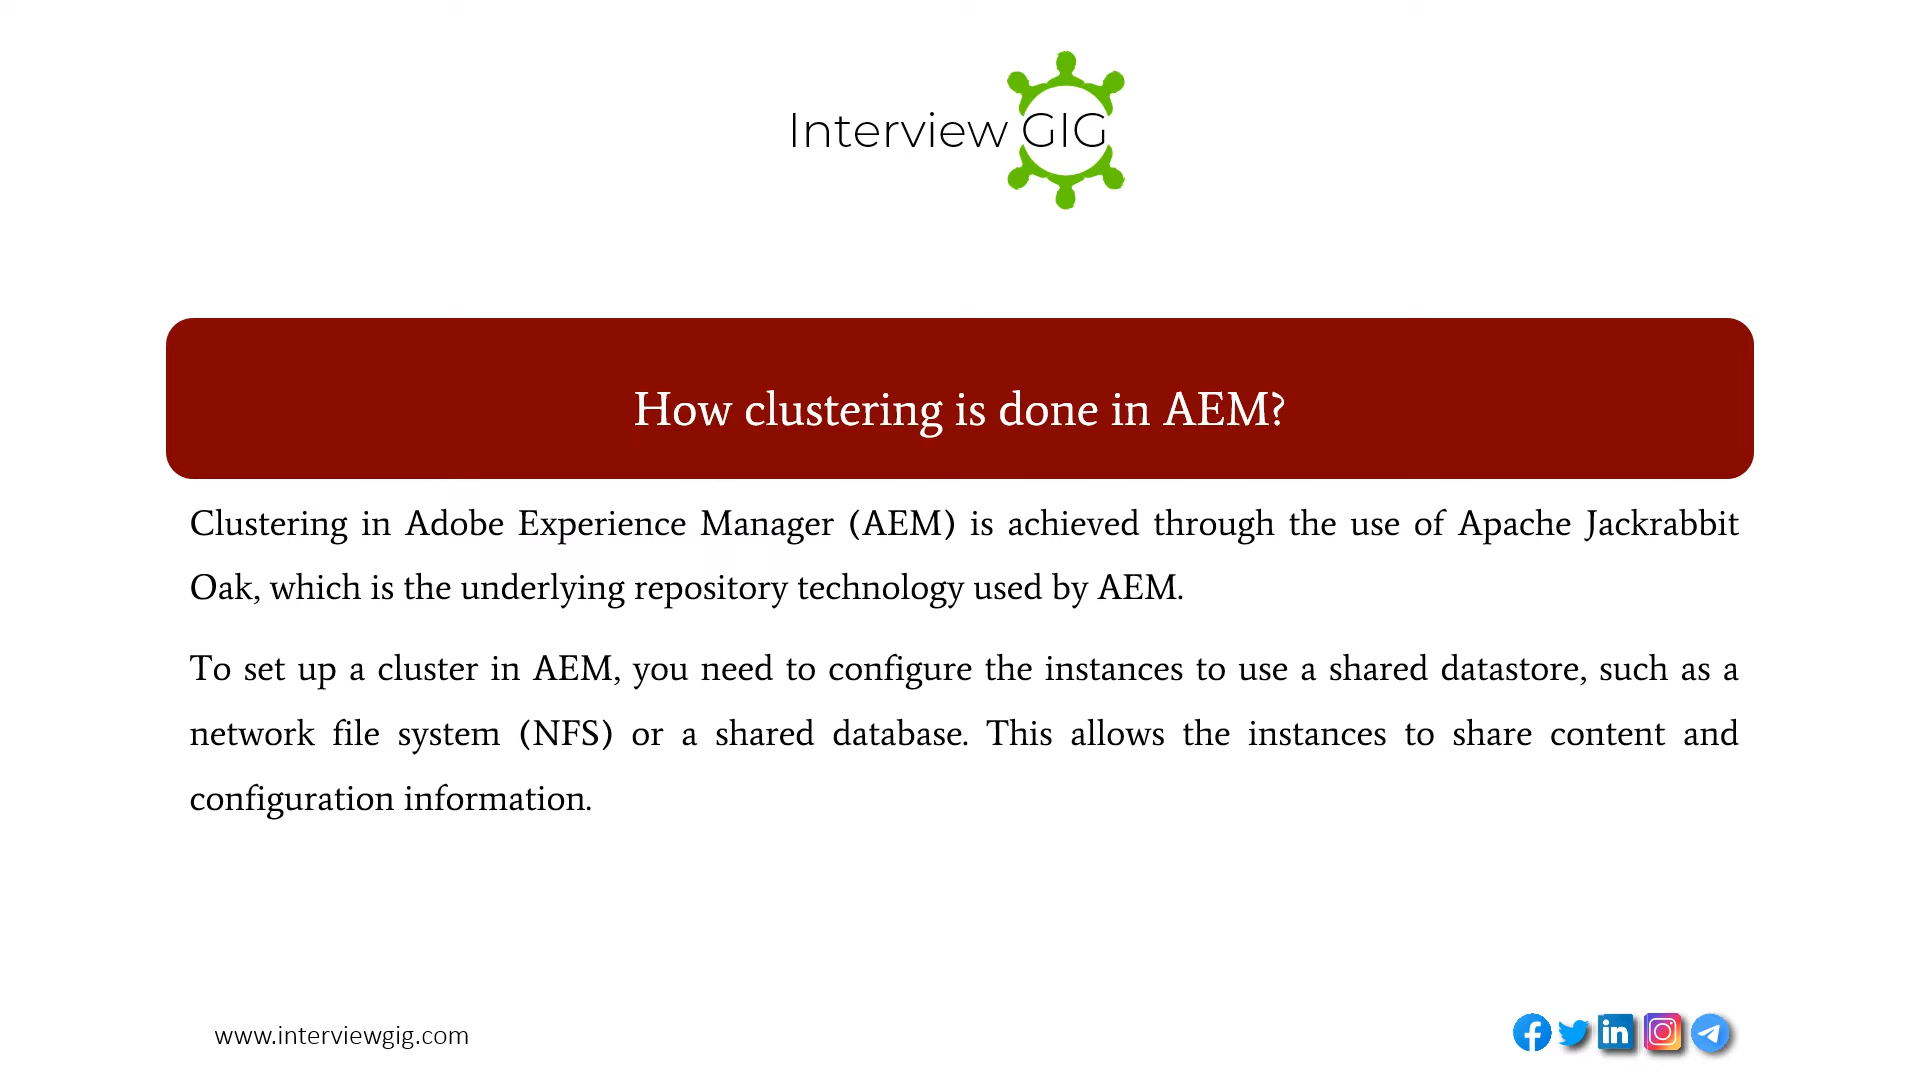 Interview GIG
How clustering is done in AEM?
Clustering in Adobe Experience Manager (AEM) is achieved through the use of Apache Jackrabbit
Oak, which is the underlying repository technology used by AEM.
To set up a cluster in AEM, you need to configure the instances to use a shared datastore, such as a
network file system (NFS) or a shared database. This allows the instances to share content and
configuration information.
www.interviewgig.com